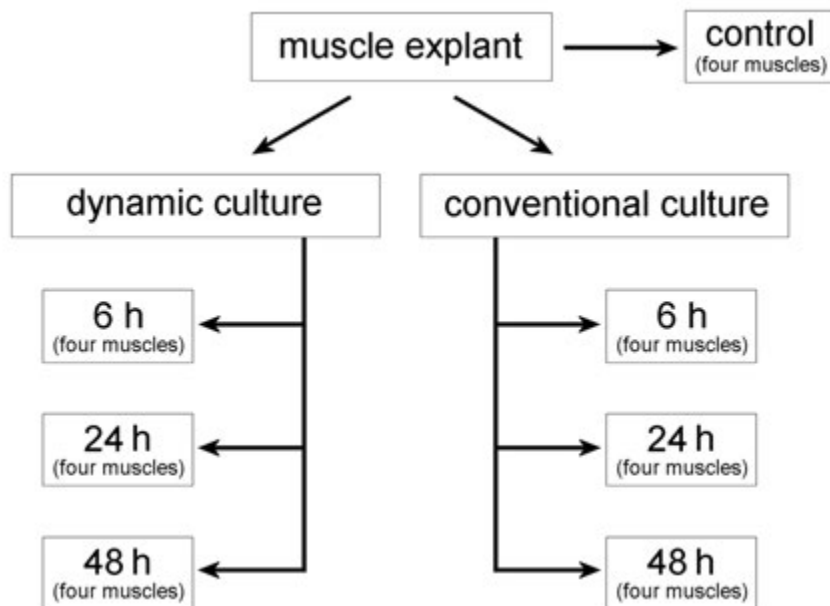 muscle explant
control
(four muscles)
dynamic culture
conventional culture
6 h
(four muscles)
6 h
(four muscles)
24 h
(four muscles)
24 h
(four muscles)
48 h
(four muscles)
48 h
(four muscles)